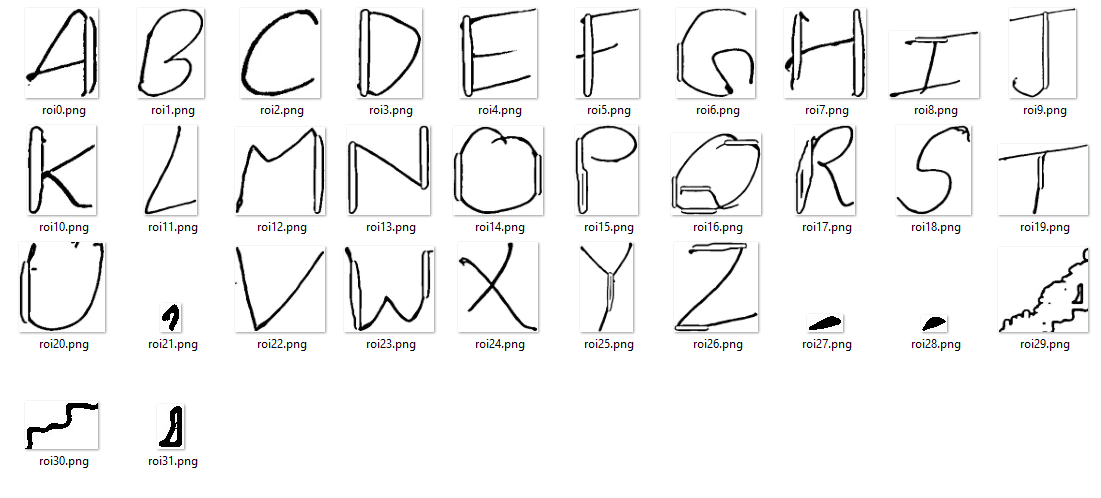 A B C D E F G H I J
roi0.png roi1.png roi2.png roi3.png roi4.png roi5.png roi6.png roi7.png roi8.png roi9.png
K L M N O P Q R S T
roi10.png roi11.png roi12.png roi13.png roi14.png roi15.png roi16.png roi17.png roi18.png roi19.png
U V W X Y Z
roi20.png roi21.png roi22.png roi23.png roi24.png roi25.png roi26.png roi27.png roi28.png roi29.png
roi30.png roi31.png